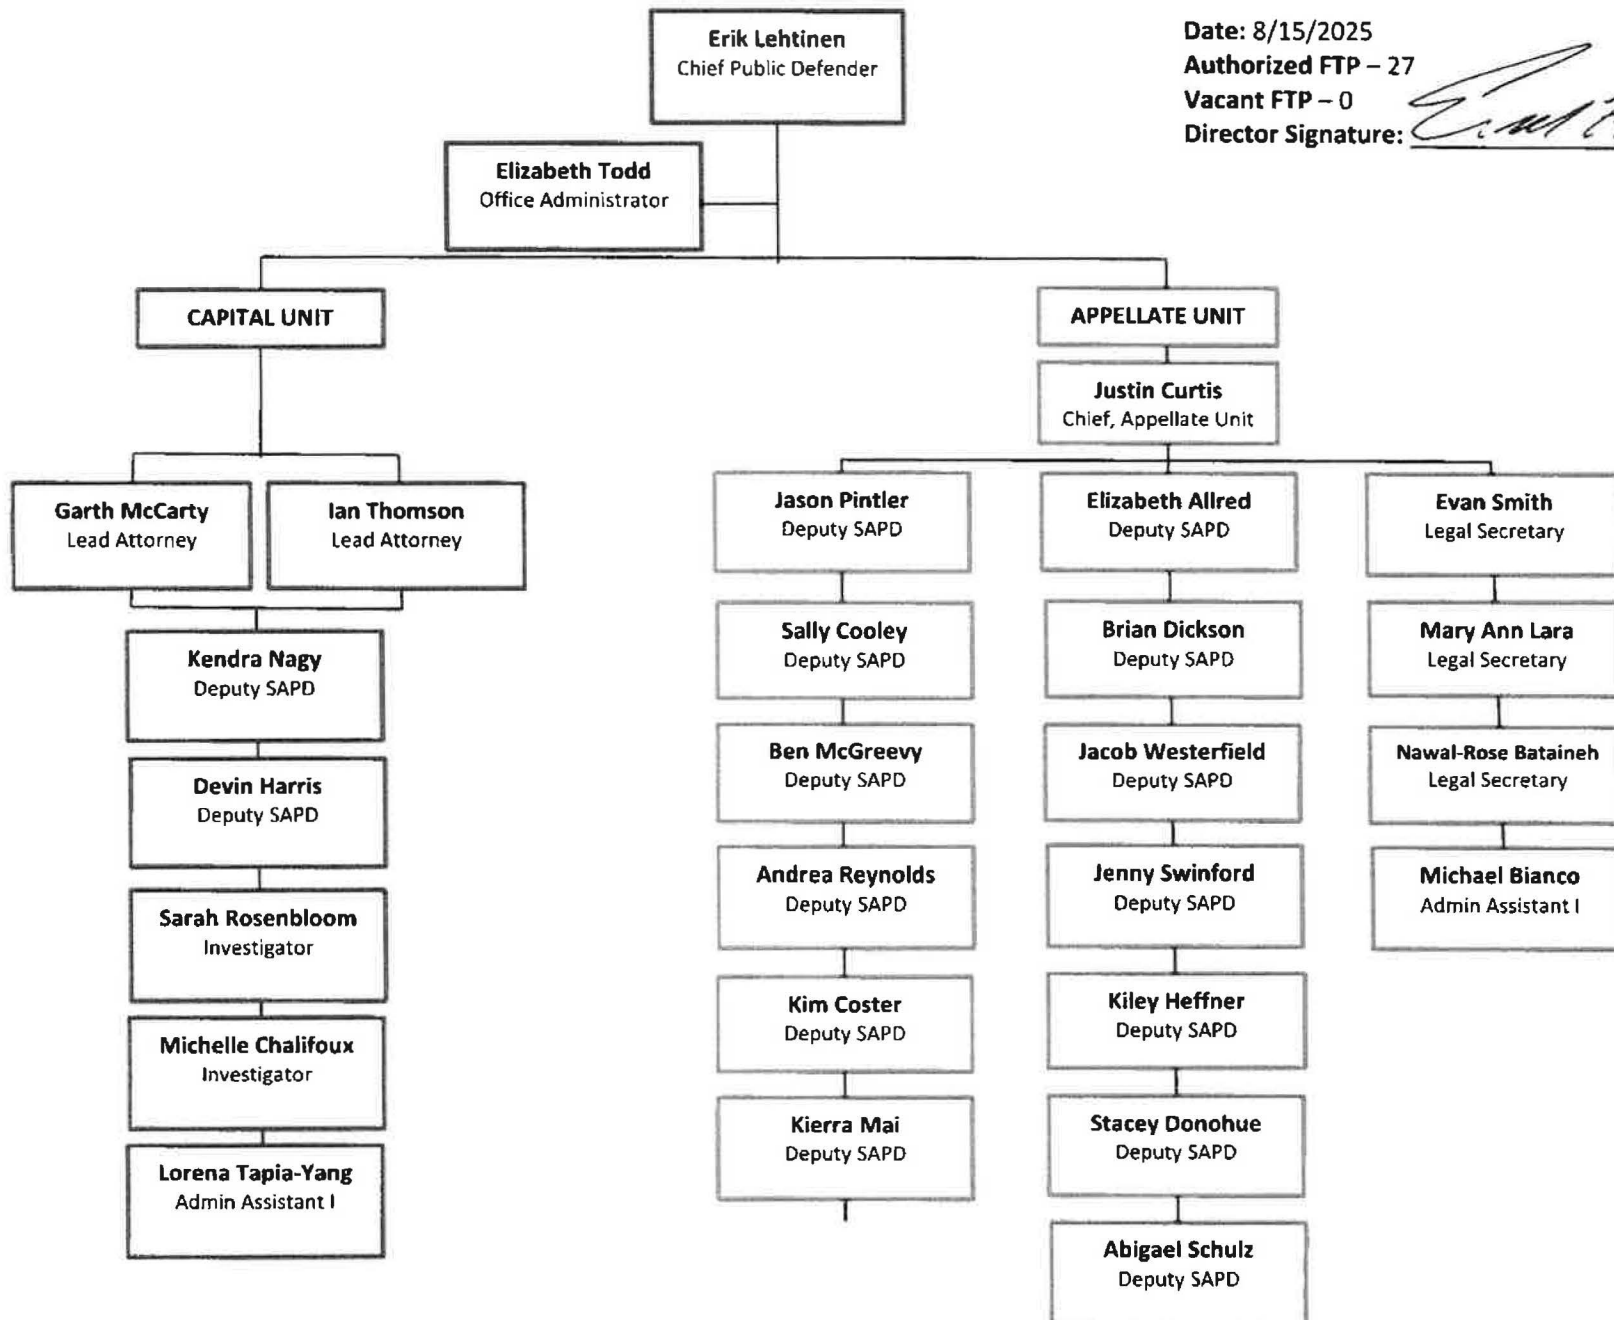 Erik Lehtinen
Chief Public Defender
Date: 8/15/2025
Authorized FTP – 27
Vacant FTP – 0
Director Signature:
Elizabeth Todd
Office Administrator
CAPITAL UNIT
Garth McCarty
Lead Attorney
Ian Thomson
Lead Attorney
Kendra Nagy
Deputy SAPD
Devin Harris
Deputy SAPD
Sarah Rosenbloom
Investigator
Michelle Chalifoux
Investigator
Lorena Tapia-Yang
Admin Assistant I
APPELLATE UNIT
Justin Curtis
Chief, Appellate Unit
Jason Pintler
Deputy SAPD
Sally Cooley
Deputy SAPD
Ben McGreevy
Deputy SAPD
Andrea Reynolds
Deputy SAPD
Kim Coster
Deputy SAPD
Kierra Mai
Deputy SAPD
Elizabeth Allred
Deputy SAPD
Brian Dickson
Deputy SAPD
Jacob Westerfield
Deputy SAPD
Jenny Swinford
Deputy SAPD
Kiley Heffner
Deputy SAPD
Stacey Donohue
Deputy SAPD
Abigael Schulz
Deputy SAPD
Evan Smith
Legal Secretary
Mary Ann Lara
Legal Secretary
Nawal-Rose Bataineh
Legal Secretary
Michael Bianco
Admin Assistant I